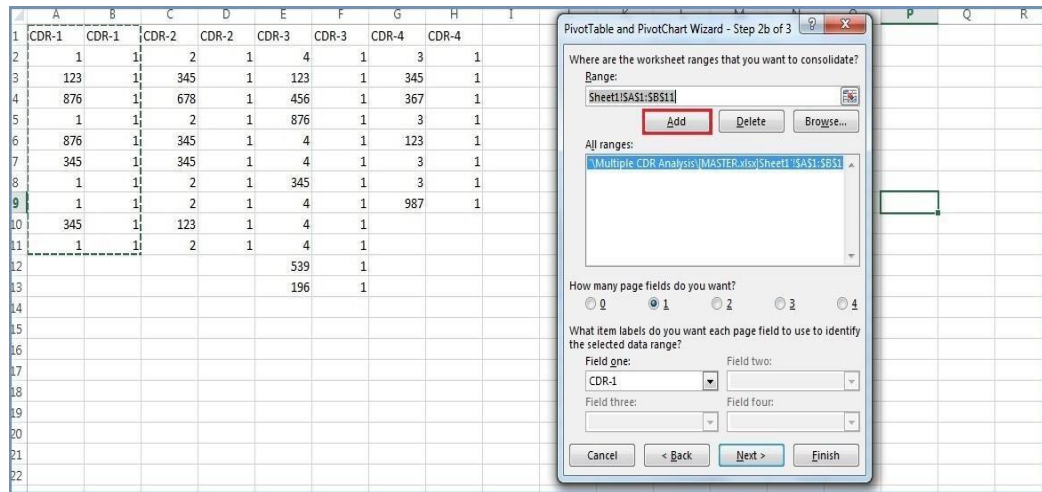 A B C D E F G H I P Q R
1 CDR-1 CDR-1 CDR-2 CDR-2 CDR-3 CDR-3 CDR-4 CDR-4
2 1 1 2 1 4 1 3 1
3 123 1 345 1 123 1 345 1
4 876 1 678 1 456 1 367 1
5 1 1 2 1 876 1 3 1
6 876 1 345 1 4 1 123 1
7 345 1 345 1 4 1 3 1
8 1 1 2 1 345 1 3 1
9 1 1 2 1 4 1 987 1
10 345 1 123 1 4 1
11 1 1 2 1 4 1
12 539 1
13 196 1
14
15
16
17
18
19
20
21
22
PivotTable and PivotChart Wizard - Step 2b of 3
Where are the worksheet ranges that you want to consolidate?
Range:
Sheet1!$A$1:$B$11
Add Delete Browse...
All ranges:
'\Multiple CDR Analysis\[MASTER.xlsx]Sheet1'!$A$1:$B$1
How many page fields do you want?
0 1 2 3 4
What item labels do you want each page field to use to identify
the selected data range?
Field one: Field two:
CDR-1
Field three: Field four:
Cancel < Back Next > Finish